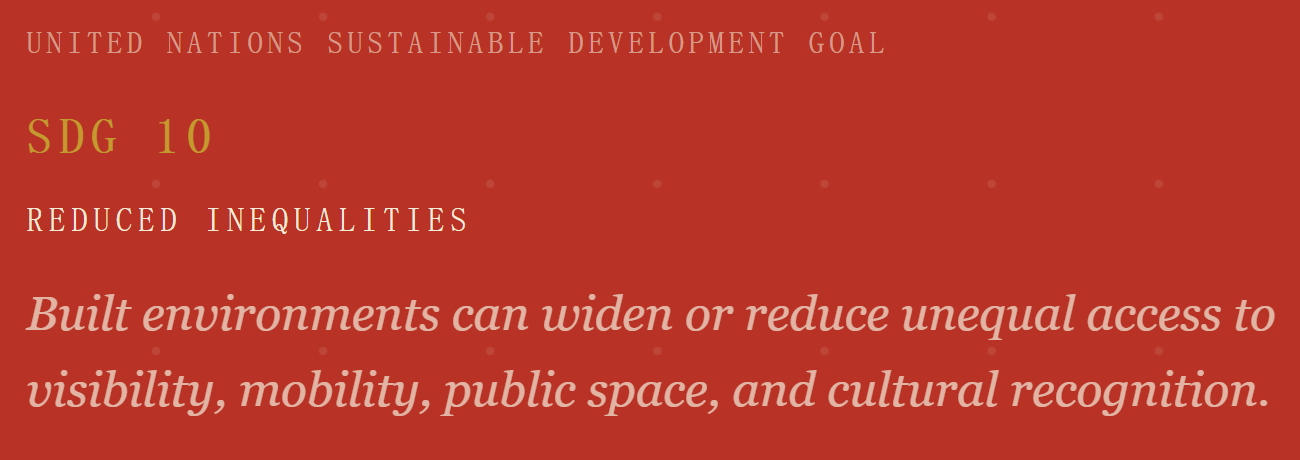 UNITED NATIONS SUSTAINABLE DEVELOPMENT GOAL
SDG 10
REDUCED INEQUALITIES
Built environments can widen or reduce unequal access to
visibility, mobility, public space, and cultural recognition.